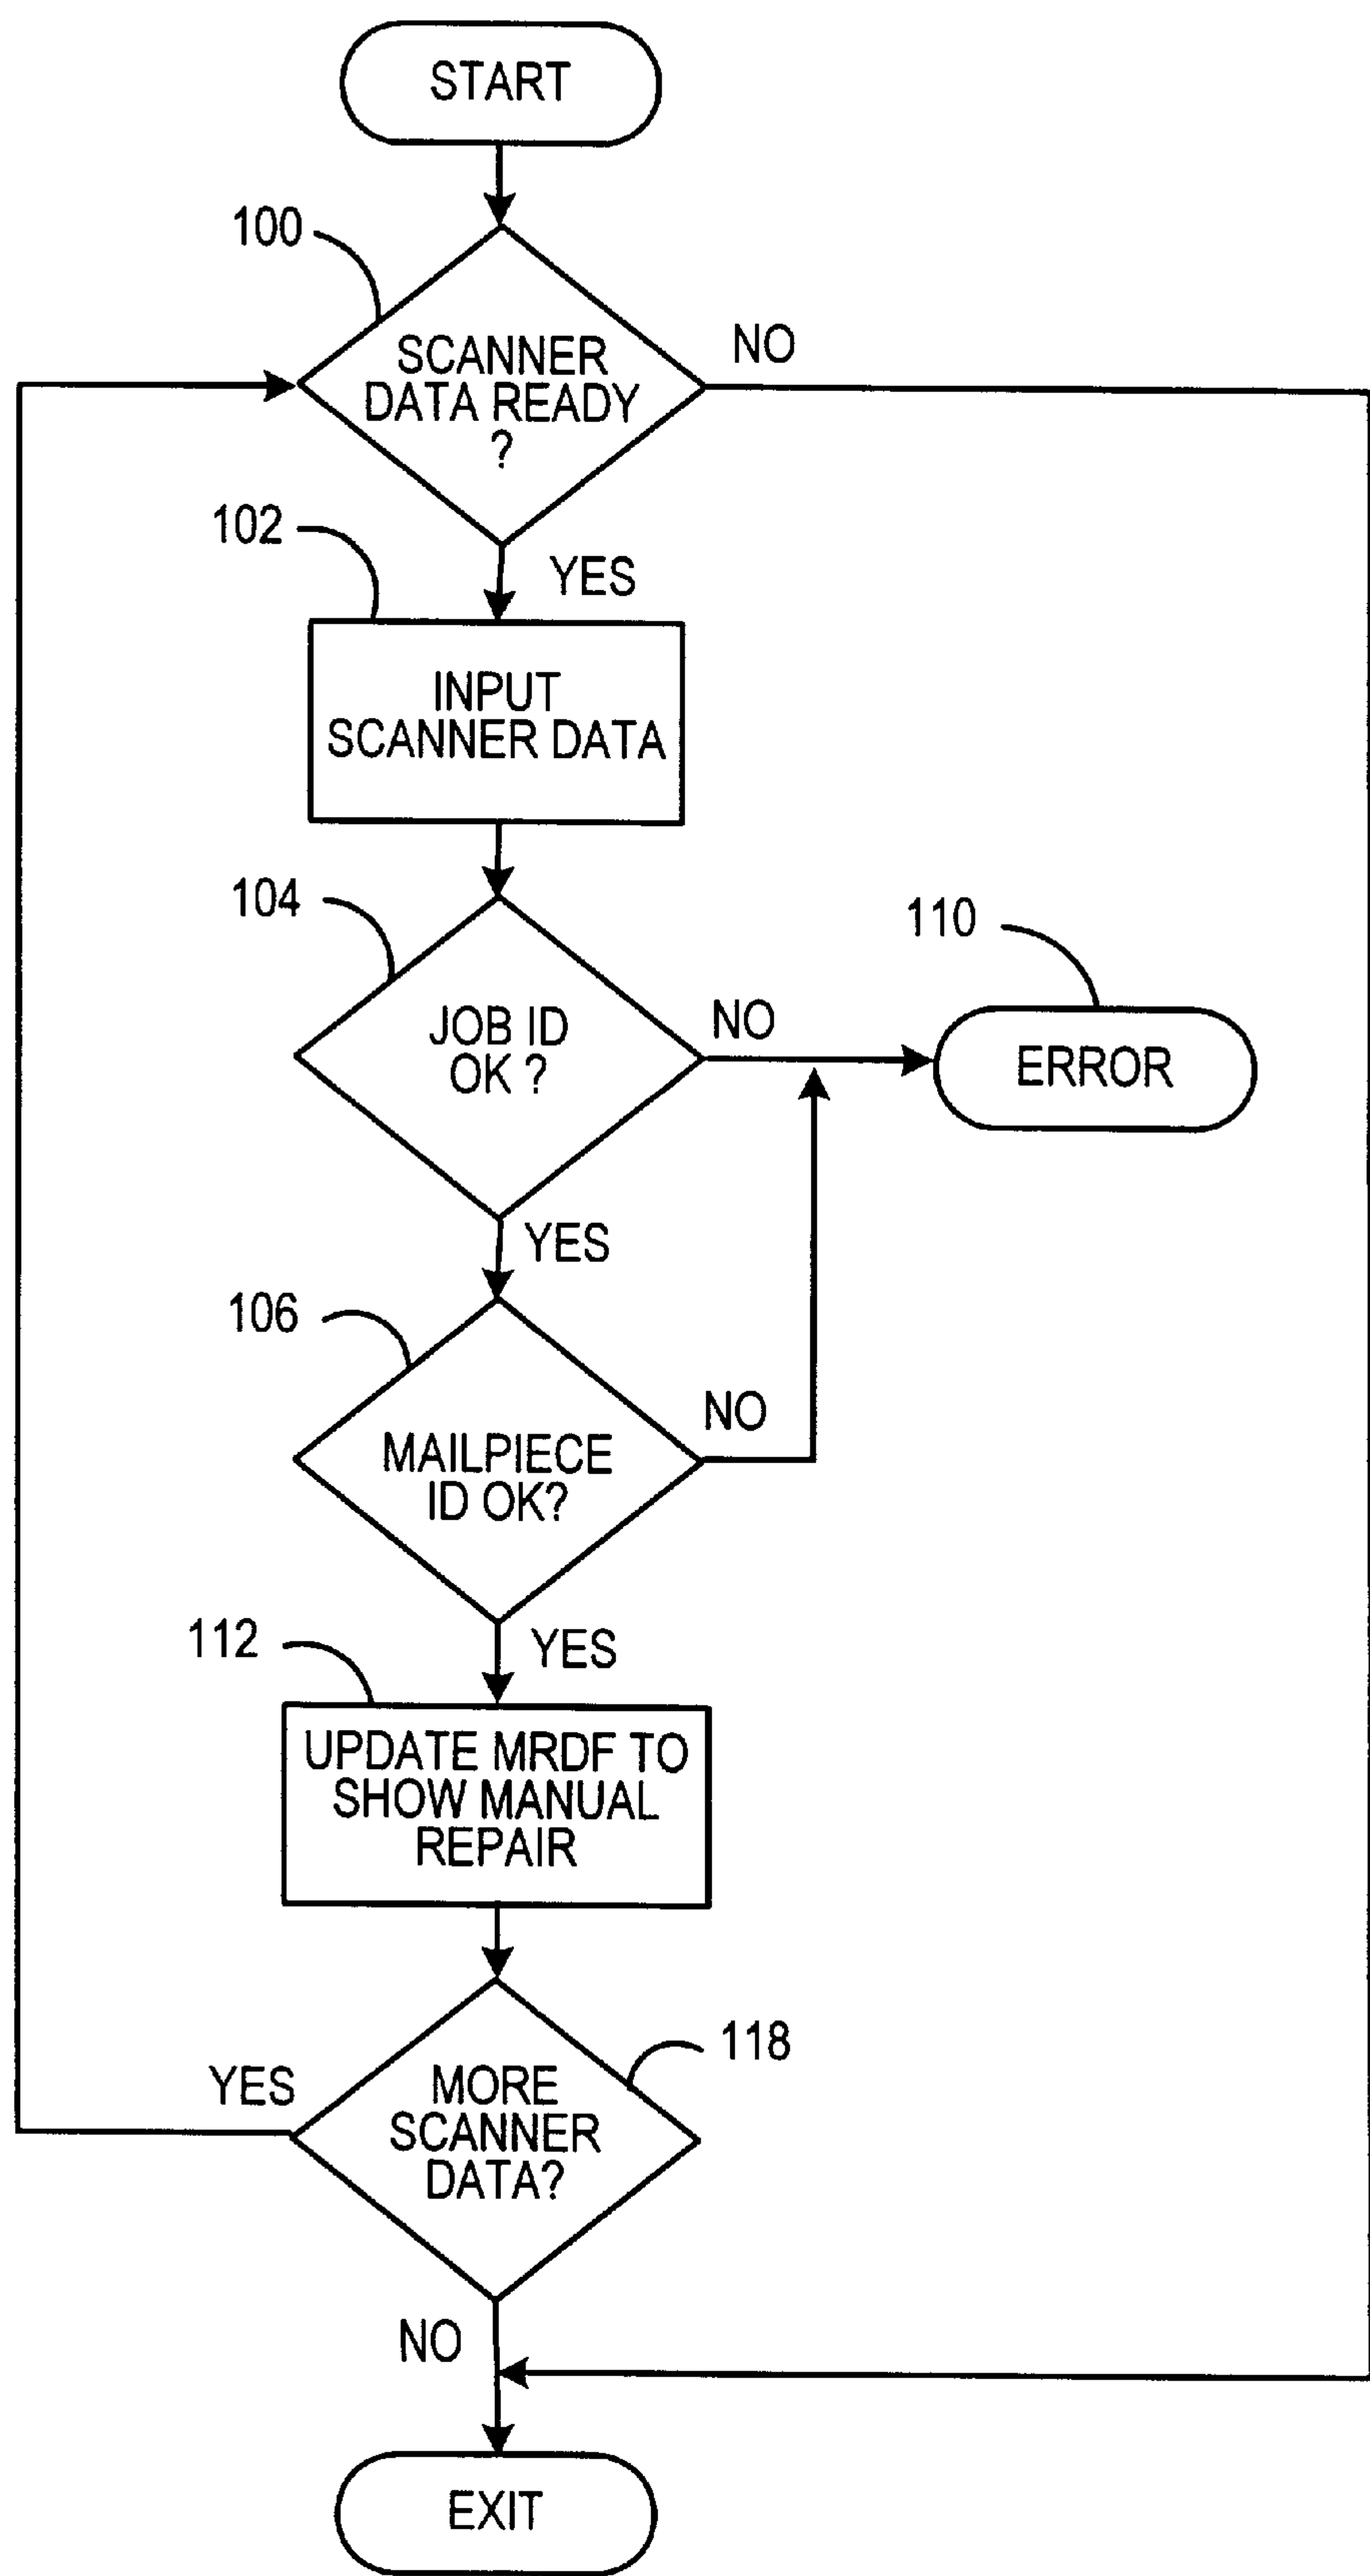 START
100
SCANNER
DATA READY
?
NO
YES
102
INPUT
SCANNER DATA
104
JOB ID
OK ?
NO
110
ERROR
YES
106
MAILPIECE
ID OK?
NO
YES
112
UPDATE MRDF TO
SHOW MANUAL
REPAIR
118
MORE
SCANNER
DATA?
YES
NO
EXIT